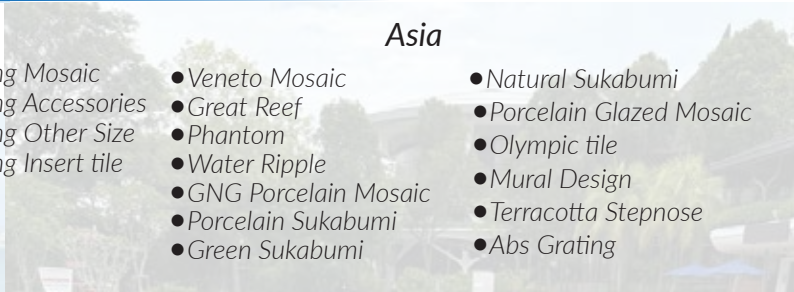 Asia
Mosaic
Accessories
Other Size
Insert tile
●Veneto Mosaic
●Great Reef
●Phantom
●Water Ripple
●GNG Porcelain Mosaic
●Porcelain Sukabumi
●Green Sukabumi
●Natural Sukabumi
●Porcelain Glazed Mosaic
●Olympic tile
●Mural Design
●Terracotta Stepnose
●Abs Grating